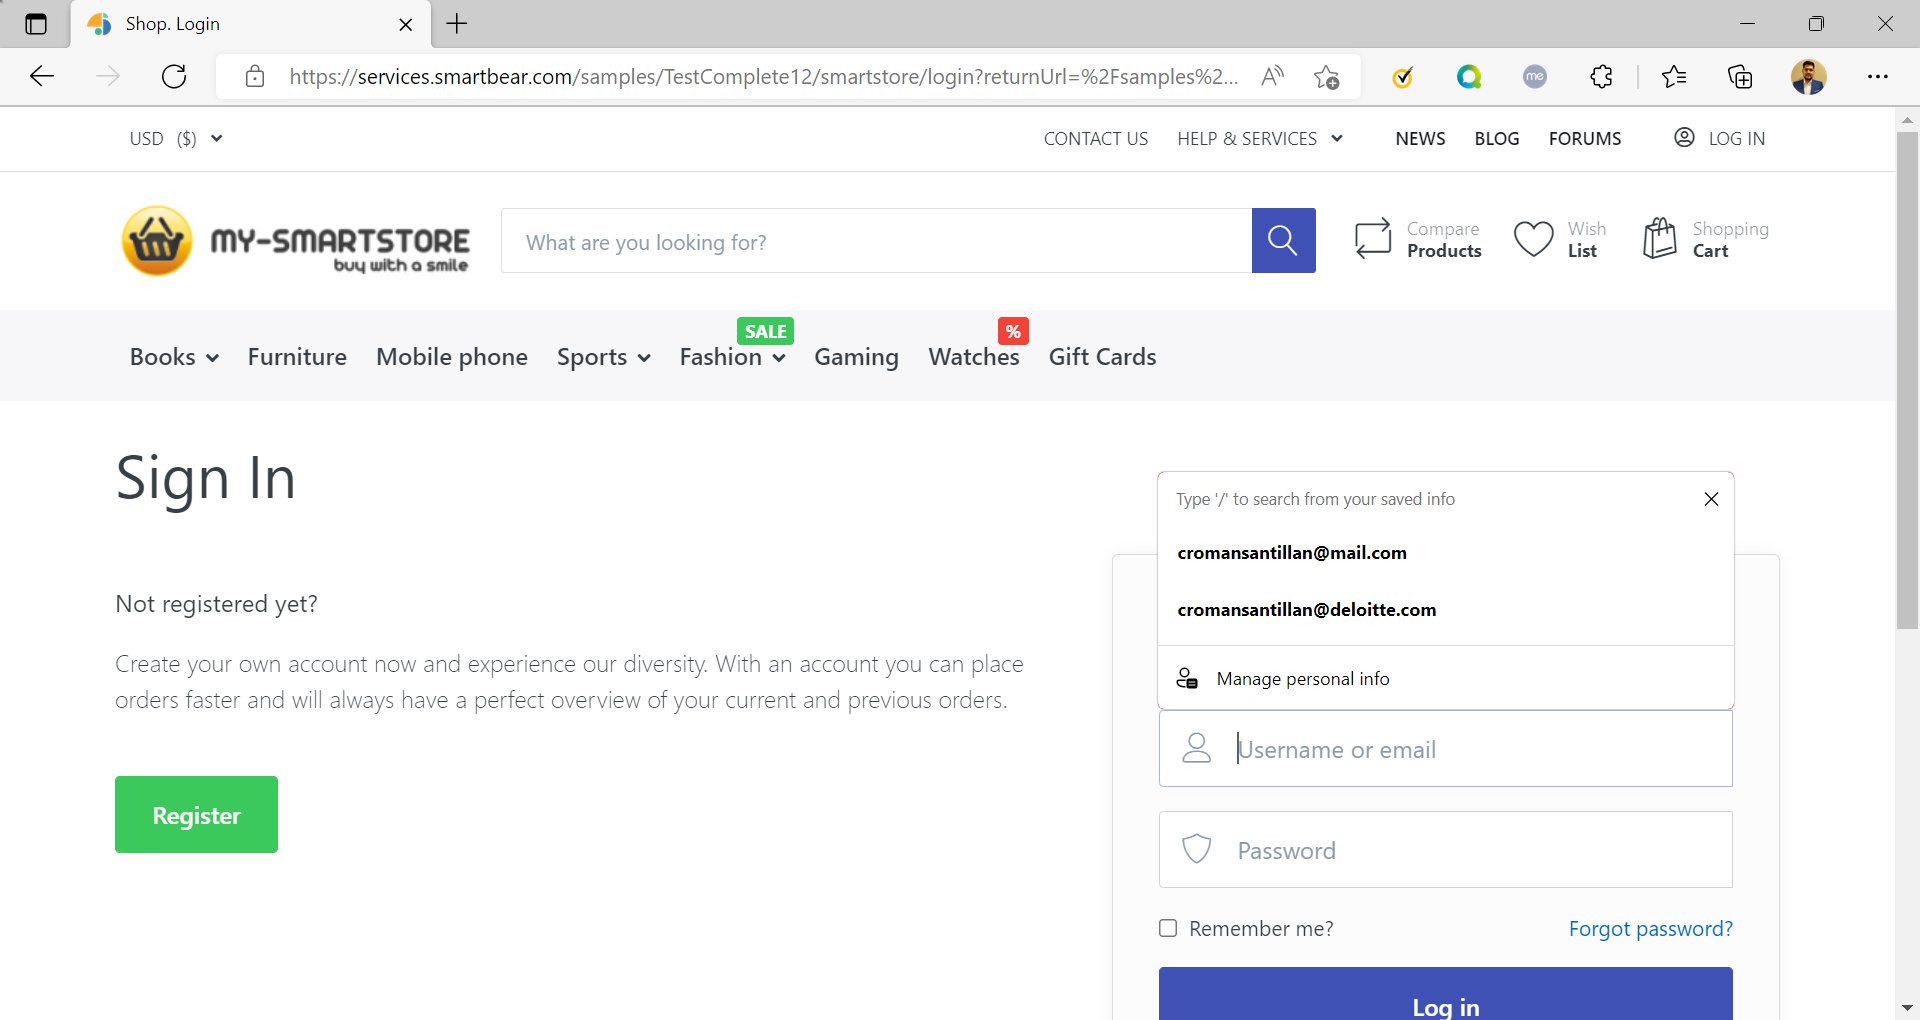 Shop. Login
https://services.smartbear.com/samples/TestComplete12/smartstore/login?returnUrl=%2Fsamples%2...
me
USD ($)
CONTACT US
HELP & SERVICES
NEWS
BLOG
FORUMS
LOG IN
MY-SMARTSTORE
buy with a smile
What are you looking for?
Compare
Products
Wish
List
Shopping
Cart
SALE
%
Books
Furniture
Mobile phone
Sports
Fashion
Gaming
Watches
Gift Cards
Sign In
Not registered yet?
Create your own account now and experience our diversity. With an account you can place
orders faster and will always have a perfect overview of your current and previous orders.
Register
Type '/' to search from your saved info
cromansantillan@mail.com
cromansantillan@deloitte.com
Manage personal info
Username or email
Password
Remember me?
Forgot password?
Log in